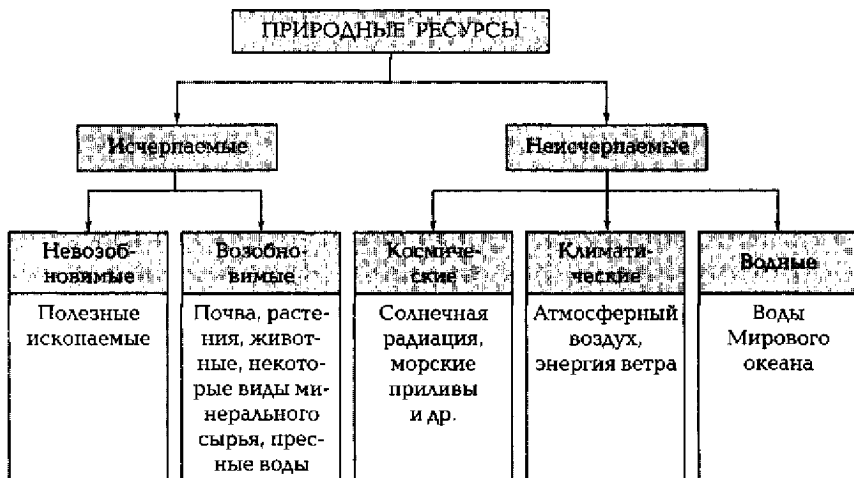 ПРИРОДНЫЕ РЕСУРСЫ
Исчерпаемые
Неисчерпаемые
Невозоб-
новимые
Полезные
ископаемые
Возобно-
вимые
Почва, расте-
ния, живот-
ные, некото-
рые виды ми-
нерального
сырья, прес-
ные воды
Космиче-
ские
Солнечная
радиация,
морские
приливы
и др.
Климати-
ческие
Атмосферный
воздух,
энергия ветра
Водные
Воды
Мирового
океана